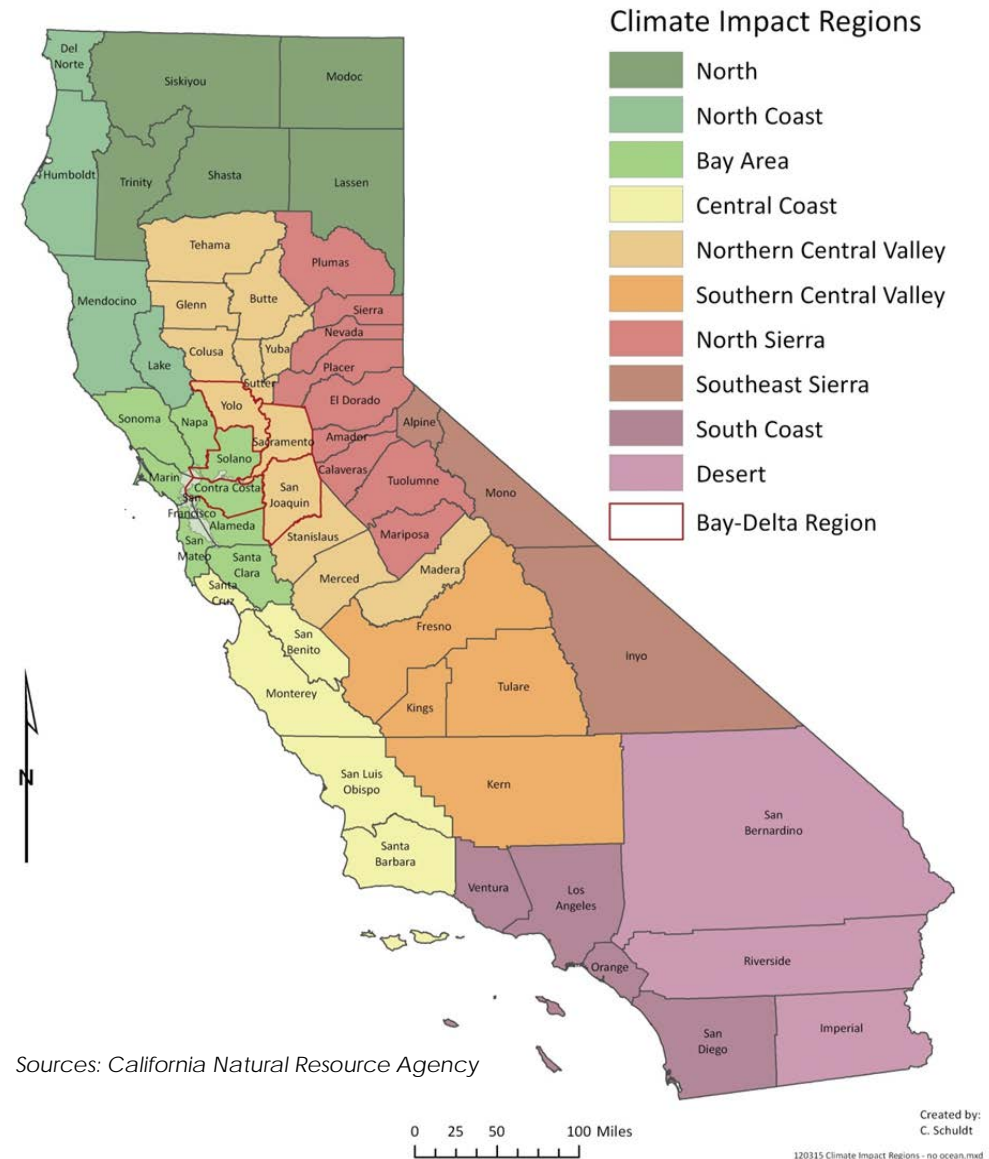 Climate Impact Regions
North
North Coast
Bay Area
Central Coast
Northern Central Valley
Southern Central Valley
North Sierra
Southeast Sierra
South Coast
Desert
Bay-Delta Region
Del
Norte
Siskiyou
Modoc
Humboldt
Trinity
Shasta
Lassen
Tehama
Plumas
Mendocino
Glenn
Butte
Sierra
Nevada
Colusa
Yuba
Lake
Placer
Sutter
El Dorado
Yolo
Sonoma
Napa
Alpine
Sacramento
Amador
Solano
Calaveras
Tuolumne
Marin
Contra Costa
San
Francisco
San
Joaquin
Mono
Alameda
Stanislaus
Mariposa
San
Mateo
Santa
Clara
Madera
Merced
Santa
Cruz
Fresno
San
Benito
Inyo
Tulare
Monterey
Kings
San Luis
Obispo
Kern
San
Bernardino
Santa
Barbara
Ventura
Los
Angeles
Orange
Riverside
San
Diego
Imperial
N
Sources: California Natural Resource Agency
0 25 50 100 Miles
Created by:
C. Schuldt
120315 Climate Impact Regions - no ocean.mxd